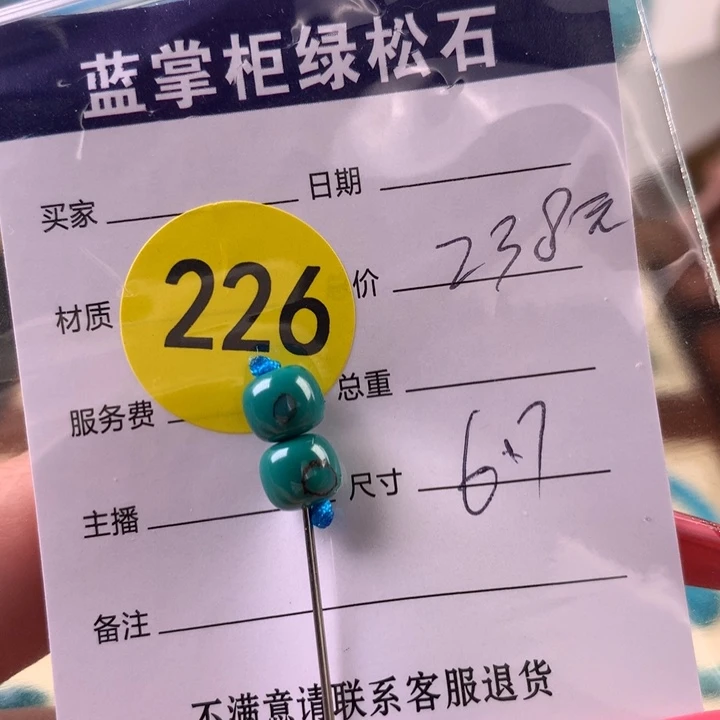 蓝掌柜绿松石
买家 日期
材质 226 价 238元
服务费 总重
主播 尺寸 6*7
备注
不满意请联系客服退货